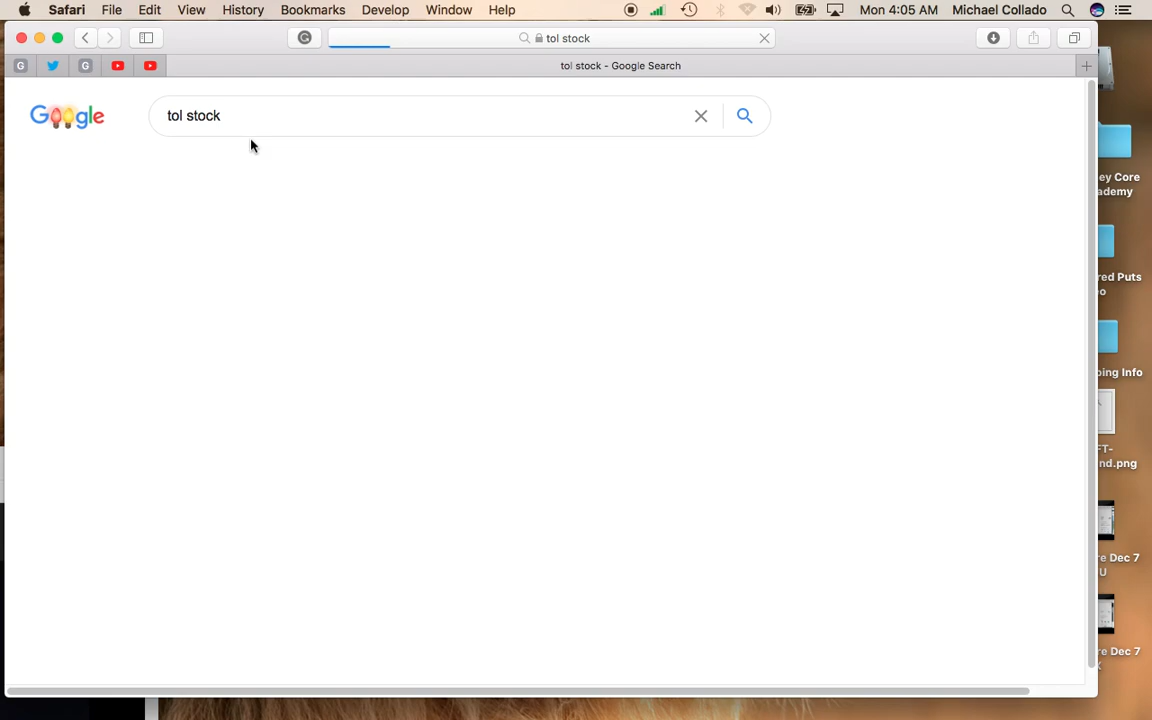 Safari File Edit View History Bookmarks Develop Window Help Mon 4:05 AM Michael Collado
tol stock
G G tol stock - Google Search
Google tol stock
ey Core
ademy
red Puts
o
ping Info
FT-
nd.png
re Dec 7
U
re Dec 7